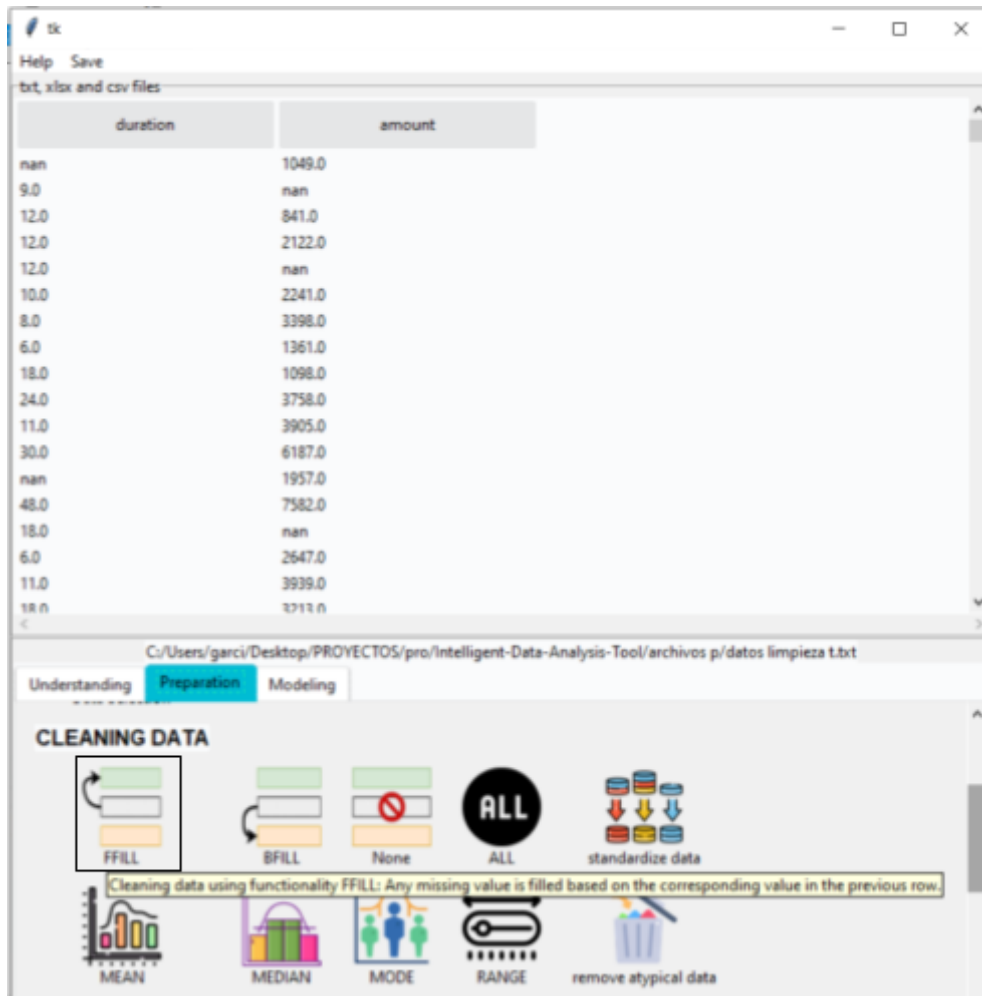 tk
Help Save
txt, xlsx and csv files
duration amount
nan 1049.0
9.0 nan
12.0 841.0
12.0 2122.0
12.0 nan
10.0 2241.0
8.0 3398.0
6.0 1361.0
18.0 1098.0
24.0 3758.0
11.0 3905.0
30.0 6187.0
nan 1957.0
48.0 7582.0
18.0 nan
6.0 2647.0
11.0 3939.0
18.0 3213.0
C:/Users/garci/Desktop/PROYECTOS/pro/Intelligent-Data-Analysis-Tool/archivos p/datos limpieza t.txt
Understanding Preparation Modeling
CLEANING DATA
ALL
FFILL BFILL None ALL standardize data
Cleaning data using functionality FFILL: Any missing value is filled based on the corresponding value in the previous row.
MEAN MEDIAN MODE RANGE remove atypical data